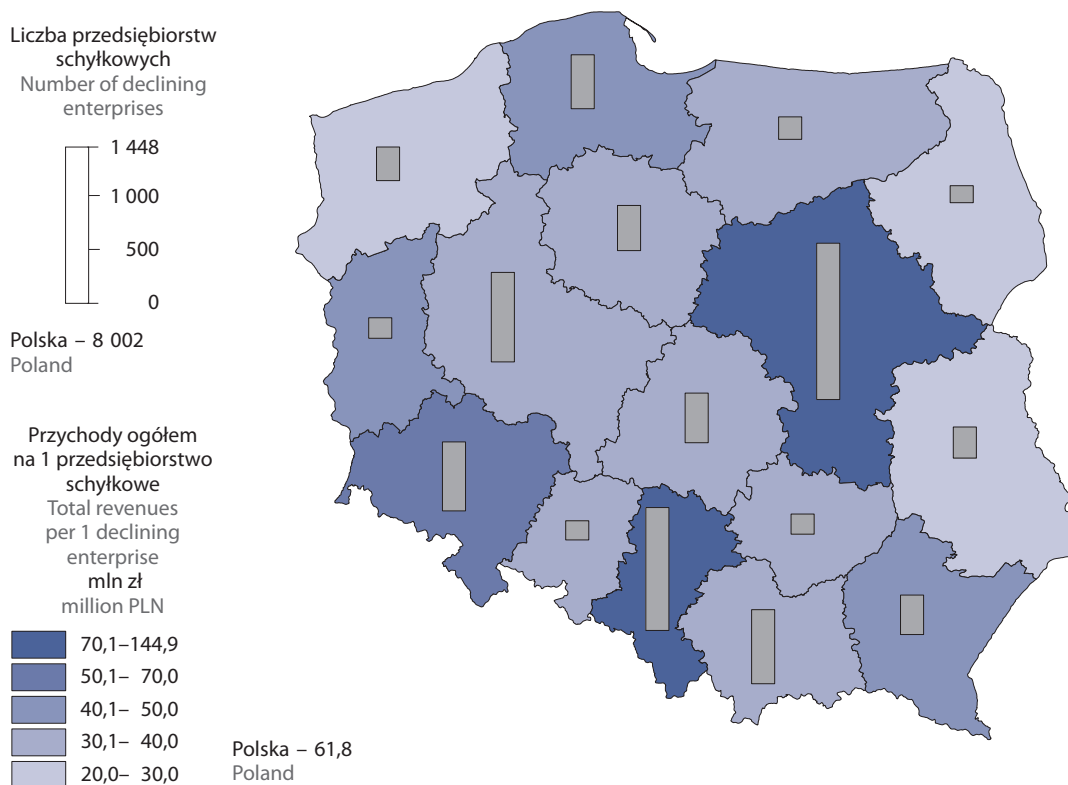 Liczba przedsiębiorstw
schyłkowych
Number of declining
enterprises
1 448
1 000
500
0
Polska – 8 002
Poland
Przychody ogółem
na 1 przedsiębiorstwo
schyłkowe
Total revenues
per 1 declining
enterprise
mln zł
million PLN
70,1–144,9
50,1– 70,0
40,1– 50,0
30,1– 40,0
20,0– 30,0
Polska – 61,8
Poland